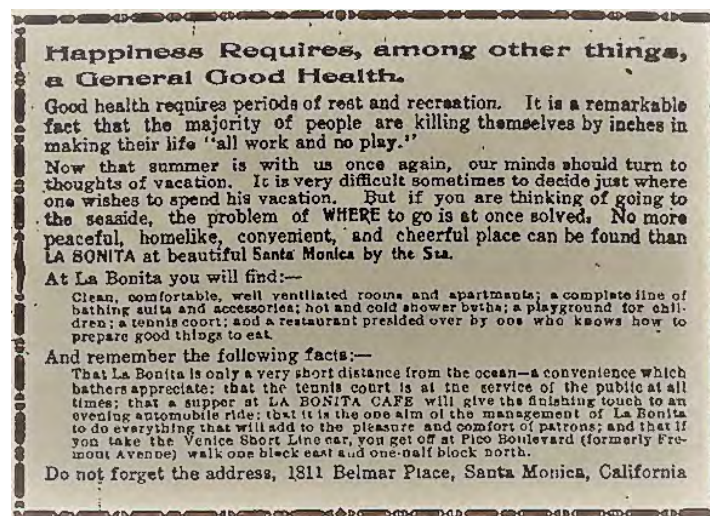 Happiness Requires, among other things,
a General Good Health.
Good health requires periods of rest and recreation. It is a remarkable
fact that the majority of people are killing themselves by inches in
making their life "all work and no play."
Now that summer is with us once again, our minds should turn to
thoughts of vacation. It is very difficult sometimes to decide just where
one wishes to spend his vacation. But if you are thinking of going to
the seaside, the problem of WHERE to go is at once solved. No more
peaceful, homelike, convenient, and cheerful place can be found than
LA BONITA at beautiful Santa Monica by the Sea.
At La Bonita you will find:—
Clean, comfortable, well ventilated rooms and apartments; a complete line of
bathing suits and accessories; hot and cold shower baths; a playground for chil-
dren; a tennis court; and a restaurant presided over by one who knows how to
prepare good things to eat.
And remember the following facts:—
That La Bonita is only a very short distance from the ocean—a convenience which
bathers appreciate; that the tennis court is at the service of the public at all
times; that a supper at LA BONITA CAFE will give the finishing touch to an
evening automobile ride; that it is the one aim of the management of La Bonita
to do everything that will add to the pleasure and comfort of patrons; and that if
you take the Venice Short Line car, you get off at Pico Boulevard (formerly Fre-
mont Avenue) walk one block east and one-half block north.
Do not forget the address, 1811 Belmar Place, Santa Monica, California